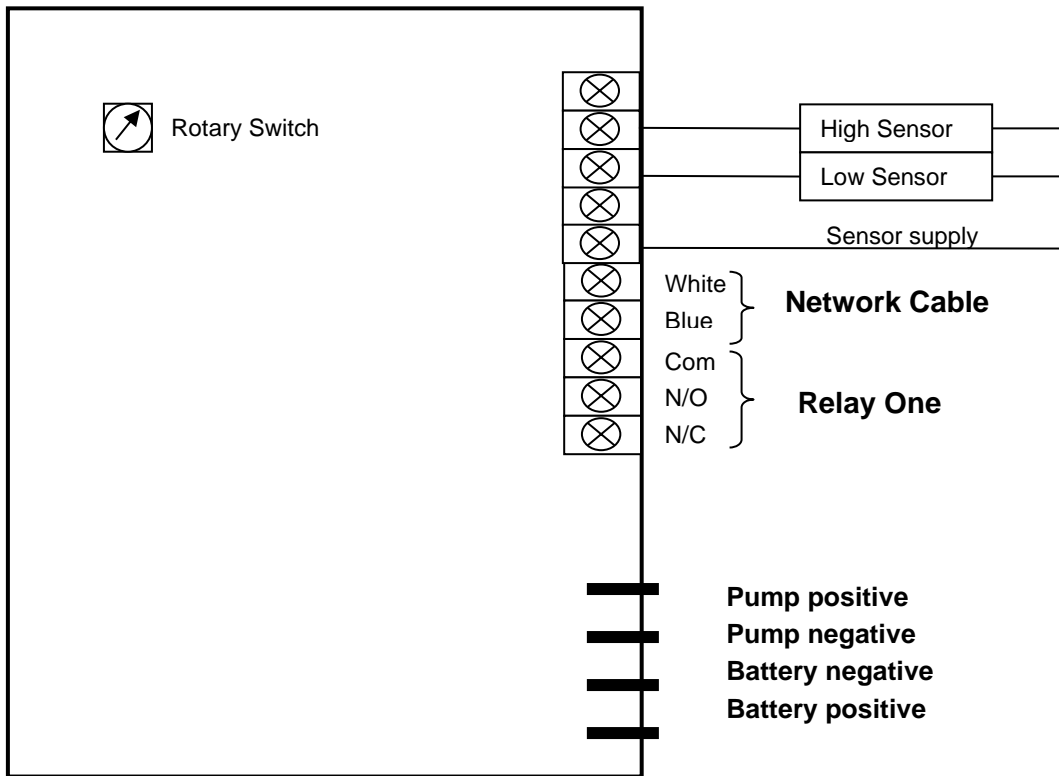 Rotary Switch
High Sensor
Low Sensor
Sensor supply
White
Blue
Network Cable
Com
N/O
N/C
Relay One
Pump positive
Pump negative
Battery negative
Battery positive